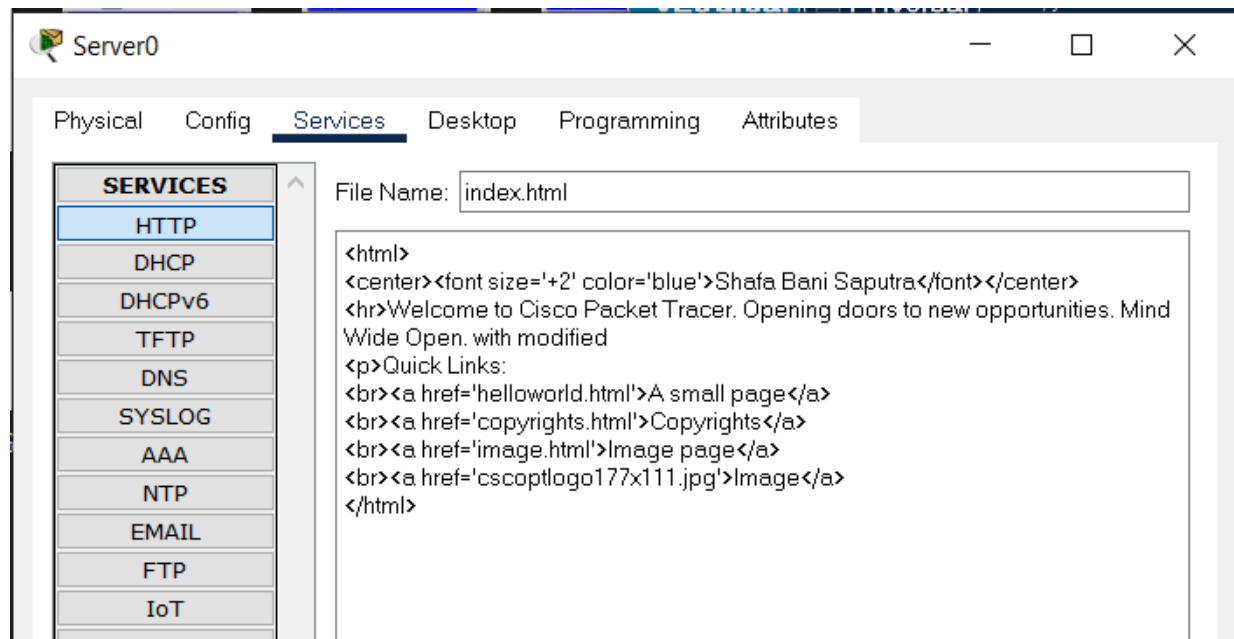 Server0
Physical Config Services Desktop Programming Attributes
SERVICES
HTTP
DHCP
DHCPv6
TFTP
DNS
SYSLOG
AAA
NTP
EMAIL
FTP
IoT
File Name: index.html
<html>
<center><font size='+2' color='blue'>Shafa Bani Saputra</font></center>
<hr>Welcome to Cisco Packet Tracer. Opening doors to new opportunities. Mind
Wide Open. with modified
<p>Quick Links:
<br><a href='helloworld.html'>A small page</a>
<br><a href='copyrights.html'>Copyrights</a>
<br><a href='image.html'>Image page</a>
<br><a href='cscoptlogo177x111.jpg'>Image</a>
</html>